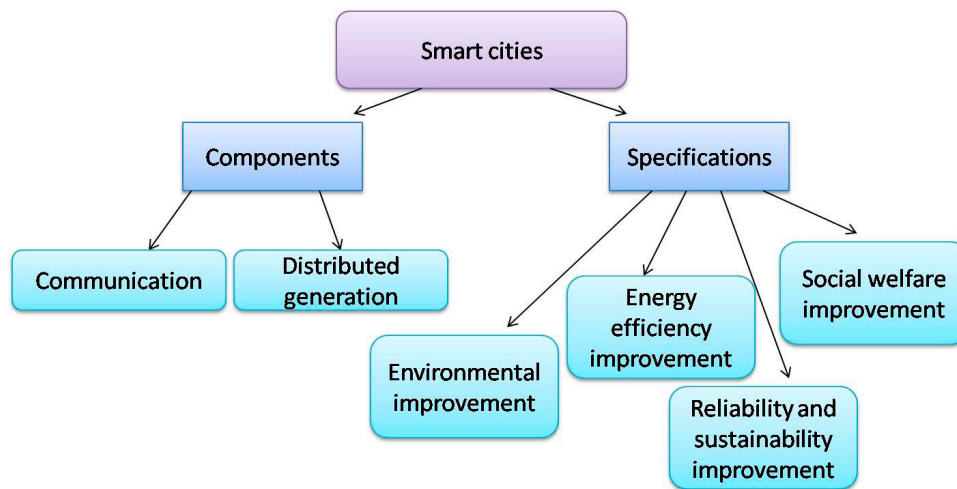 Smart cities
Components
Specifications
Communication
Distributed
generation
Environmental
improvement
Energy
efficiency
improvement
Reliability and
sustainability
improvement
Social welfare
improvement